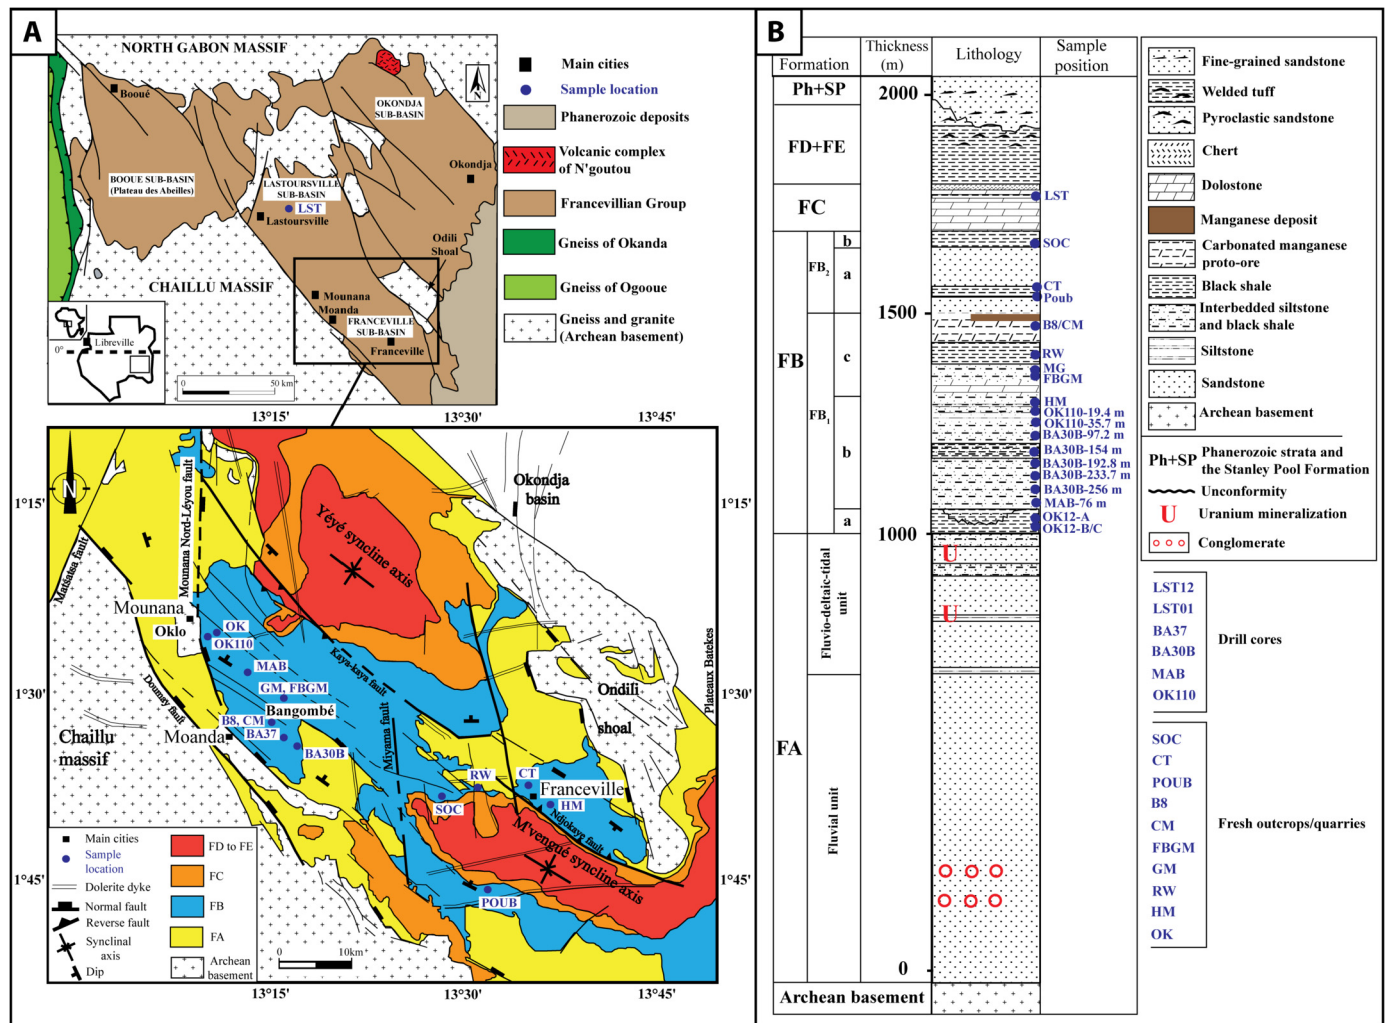 A
NORTH GABON MASSIF
Booué
OKONDJA
SUB-BASIN
N
Okondja
BOOUE SUB-BASIN
(Plateau des Abeilles)
LASTOURSVILLE
SUB-BASIN
LST
Lastoursville
Odili
Shoal
CHAILLU MASSIF
Mounana
Moanda
FRANCEVILLE
SUB-BASIN
Franceville
Libreville
0°
0
50 km
Main cities
Sample location
Phanerozoic deposits
Volcanic complex
of N'goutou
Francevillian Group
Gneiss of Okanda
Gneiss of Ogooue
Gneiss and granite
(Archean basement)
13°15' 13°30' 13°45'
1°15'
1°30'
1°45'
N
Matsatsa fault
Mounana Nord-Léyou fault
Yéyé syncline axis
Okondja
basin
Mounana
Oklo
OK
OK110
MAB
GM, FBGM
Bangombé
B8, CM
BA37
BA30B
Moanda
Doumay fault
Chaillu
massif
Kaya-kaya fault
Miyama fault
Ondili
shoal
Plateaux Batekes
RW
CT
SOC
Franceville
HM
Ndjokaye fault
M'vengué syncline axis
POUB
Main cities
Sample
location
Dolerite dyke
Normal fault
Reverse fault
Synclinal
axis
Dip
FD to FE
FC
FB
FA
Archean
basement
0
10km
13°15' 13°30' 13°45'
B
Formation
Thickness
(m)
Lithology
Sample
position
Ph+SP
2000
FD+FE
FC
LST
FB
FB2
b
SOC
a
CT
Poub
1500
FB1
c
B8/CM
RW
MG
FBGM
b
HM
OK110-19.4 m
OK110-35.7 m
BA30B-97.2 m
BA30B-154 m
BA30B-192.8 m
BA30B-233.7 m
BA30B-256 m
MAB-76 m
a
OK12-A
OK12-B/C
1000
FA
Fluvio-deltaic-tidal
unit
U
U
Fluvial unit
0
Archean basement
Fine-grained sandstone
Welded tuff
Pyroclastic sandstone
Chert
Dolostone
Manganese deposit
Carbonated manganese
proto-ore
Black shale
Interbedded siltstone
and black shale
Siltstone
Sandstone
Archean basement
Ph+SP Phanerozoic strata and
the Stanley Pool Formation
Unconformity
U Uranium mineralization
Conglomerate
LST12
LST01
BA37
BA30B
MAB
OK110
Drill cores
SOC
CT
POUB
B8
CM
FBGM
GM
RW
HM
OK
Fresh outcrops/quarries